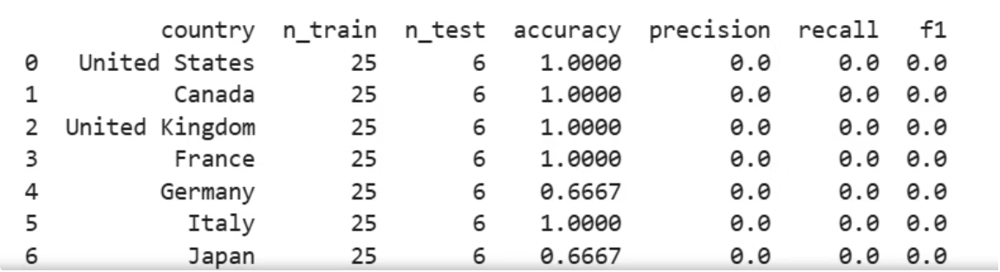 country n_train n_test accuracy precision recall f1
0 United States 25 6 1.0000 0.0 0.0 0.0
1 Canada 25 6 1.0000 0.0 0.0 0.0
2 United Kingdom 25 6 1.0000 0.0 0.0 0.0
3 France 25 6 1.0000 0.0 0.0 0.0
4 Germany 25 6 0.6667 0.0 0.0 0.0
5 Italy 25 6 1.0000 0.0 0.0 0.0
6 Japan 25 6 0.6667 0.0 0.0 0.0